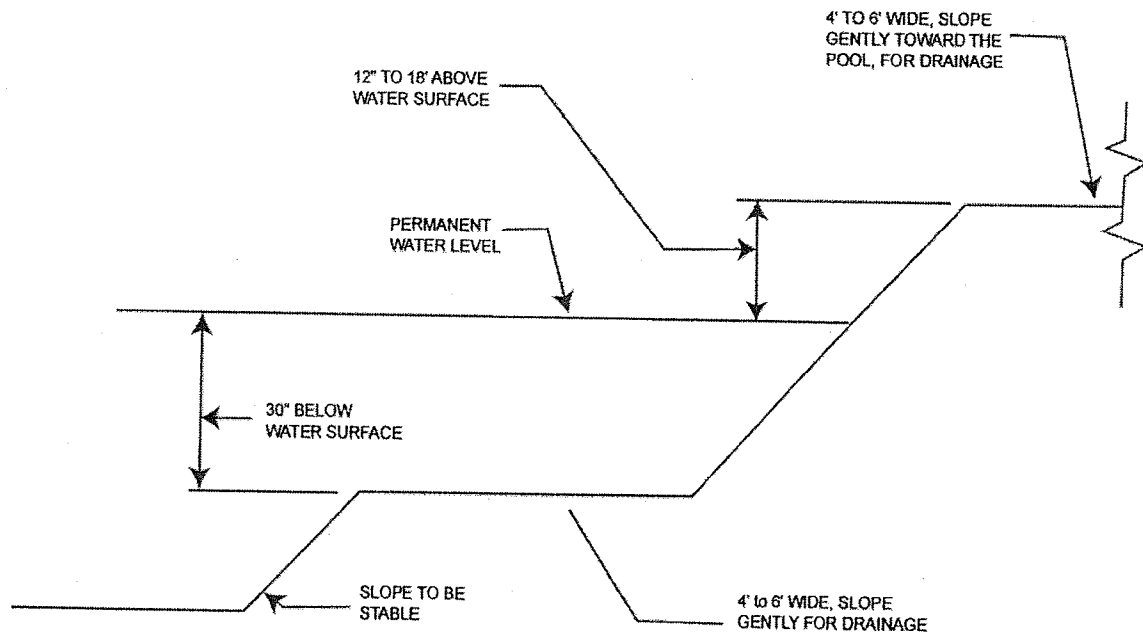 4' TO 6' WIDE, SLOPE
GENTLY TOWARD THE
POOL, FOR DRAINAGE
12" TO 18' ABOVE
WATER SURFACE
PERMANENT
WATER LEVEL
30" BELOW
WATER SURFACE
SLOPE TO BE
STABLE
4' to 6' WIDE, SLOPE
GENTLY FOR DRAINAGE